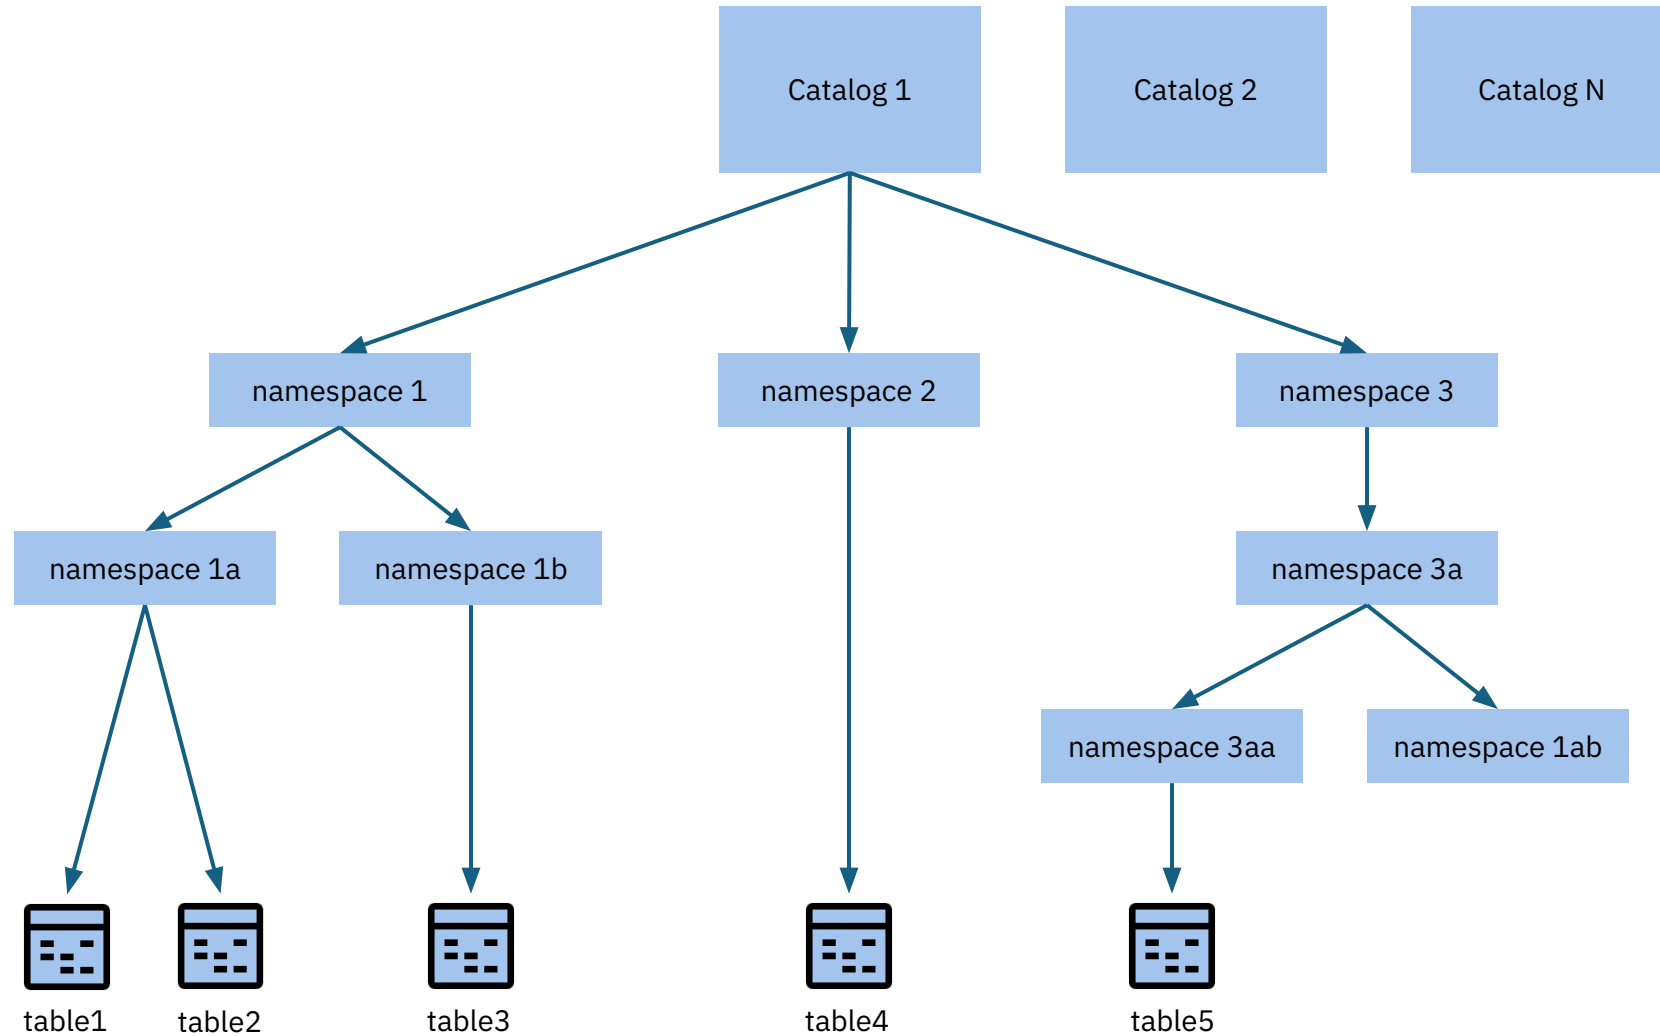 Catalog 1
Catalog 2
Catalog N
namespace 1
namespace 2
namespace 3
namespace 1a
namespace 1b
namespace 3a
namespace 3aa
namespace 1ab
table1
table2
table3
table4
table5